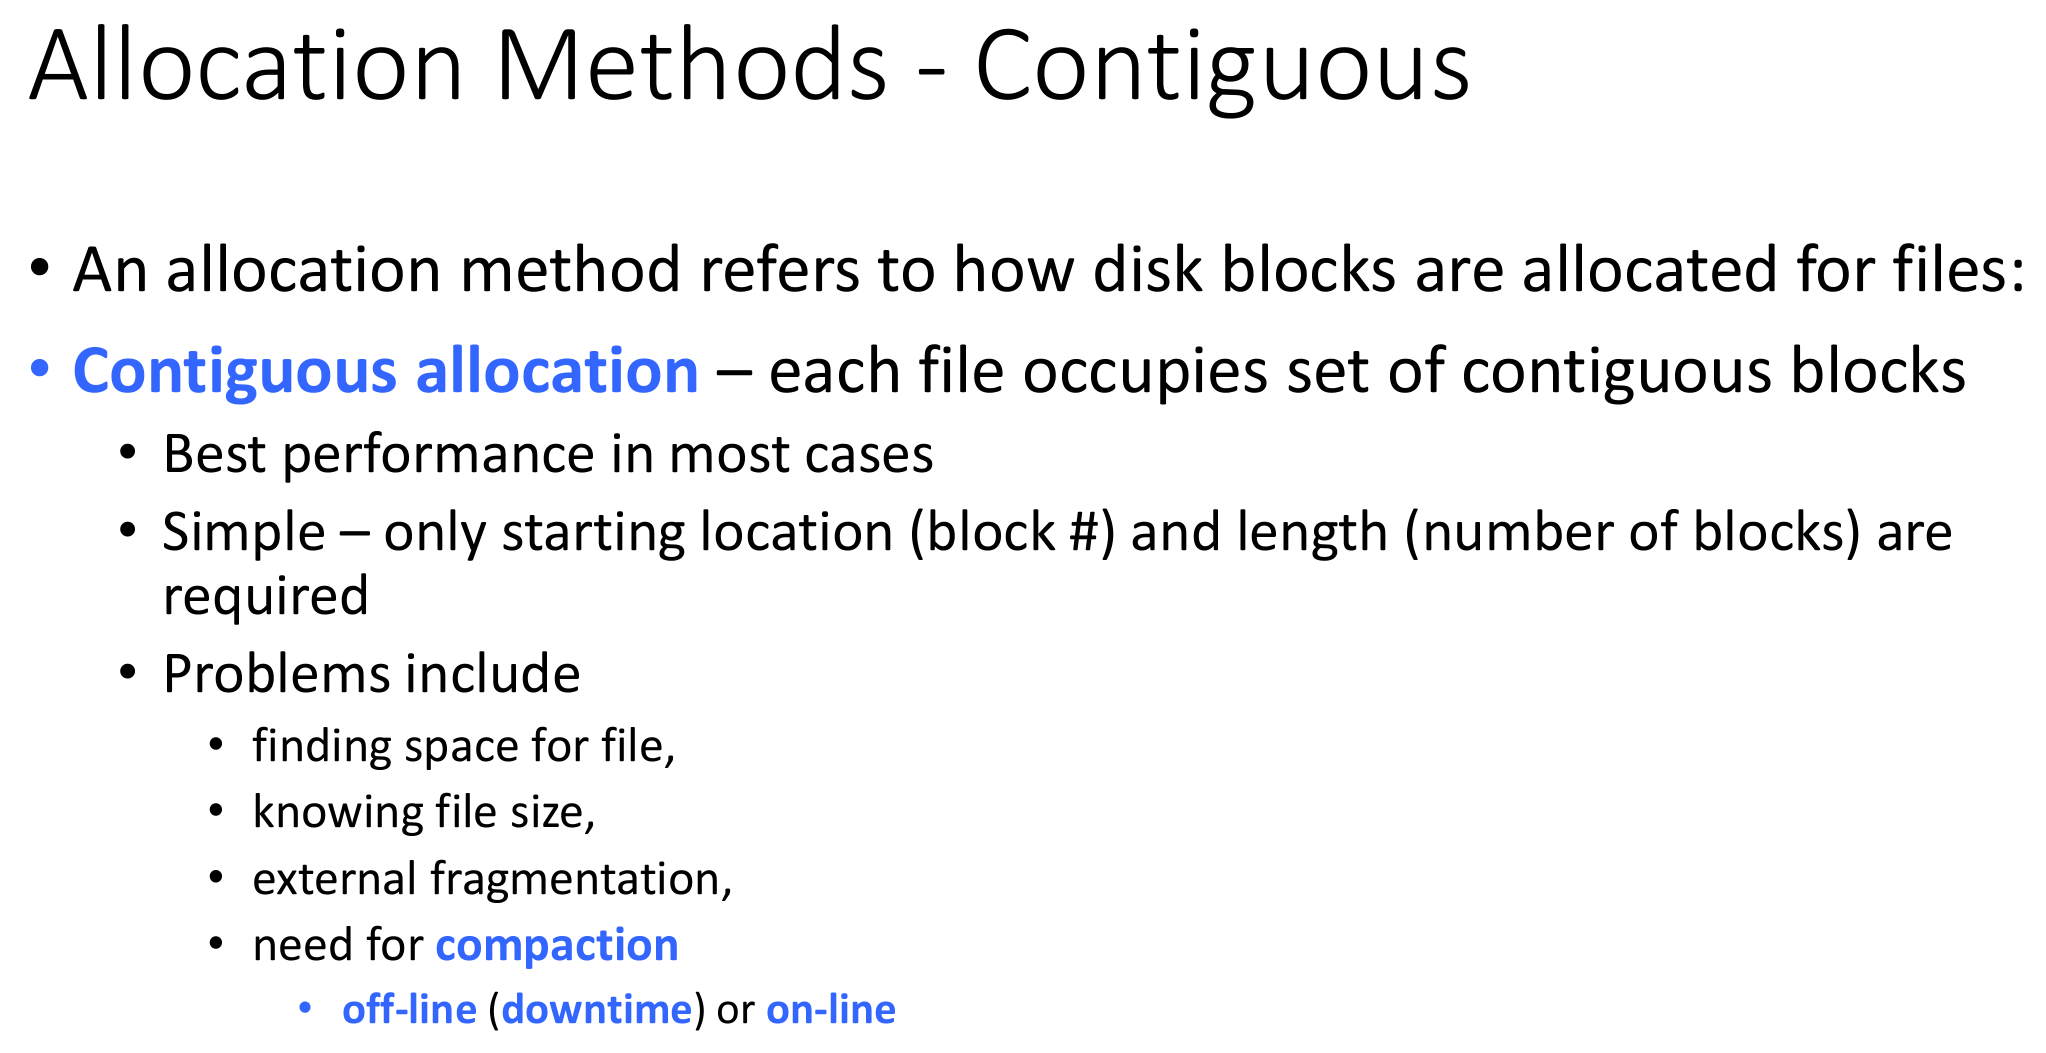 Allocation Methods - Contiguous
• An allocation method refers to how disk blocks are allocated for files:
• Contiguous allocation – each file occupies set of contiguous blocks
• Best performance in most cases
• Simple – only starting location (block #) and length (number of blocks) are
required
• Problems include
• finding space for file,
• knowing file size,
• external fragmentation,
• need for compaction
• off-line (downtime) or on-line